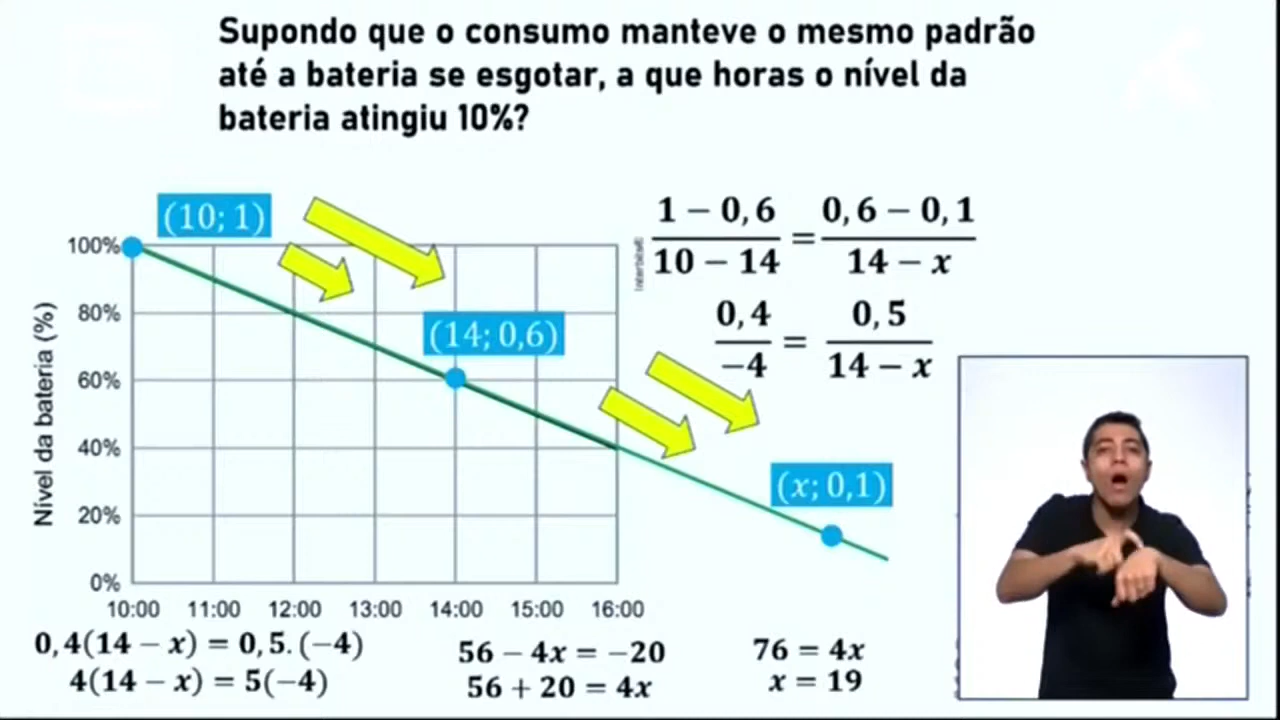 Supondo que o consumo manteve o mesmo padrão
até a bateria se esgotar, a que horas o nível da
bateria atingiu 10%?
(10; 1)
(14; 0,6)
(x; 0,1)
Nível da bateria (%)
100%
80%
60%
40%
20%
0%
10:00 11:00 12:00 13:00 14:00 15:00 16:00
1 − 0,6 / 10 − 14 = 0,6 − 0,1 / 14 − x
0,4 / −4 = 0,5 / 14 − x
0,4(14 − x) = 0,5.(−4)
4(14 − x) = 5(−4)
56 − 4x = −20
56 + 20 = 4x
76 = 4x
x = 19